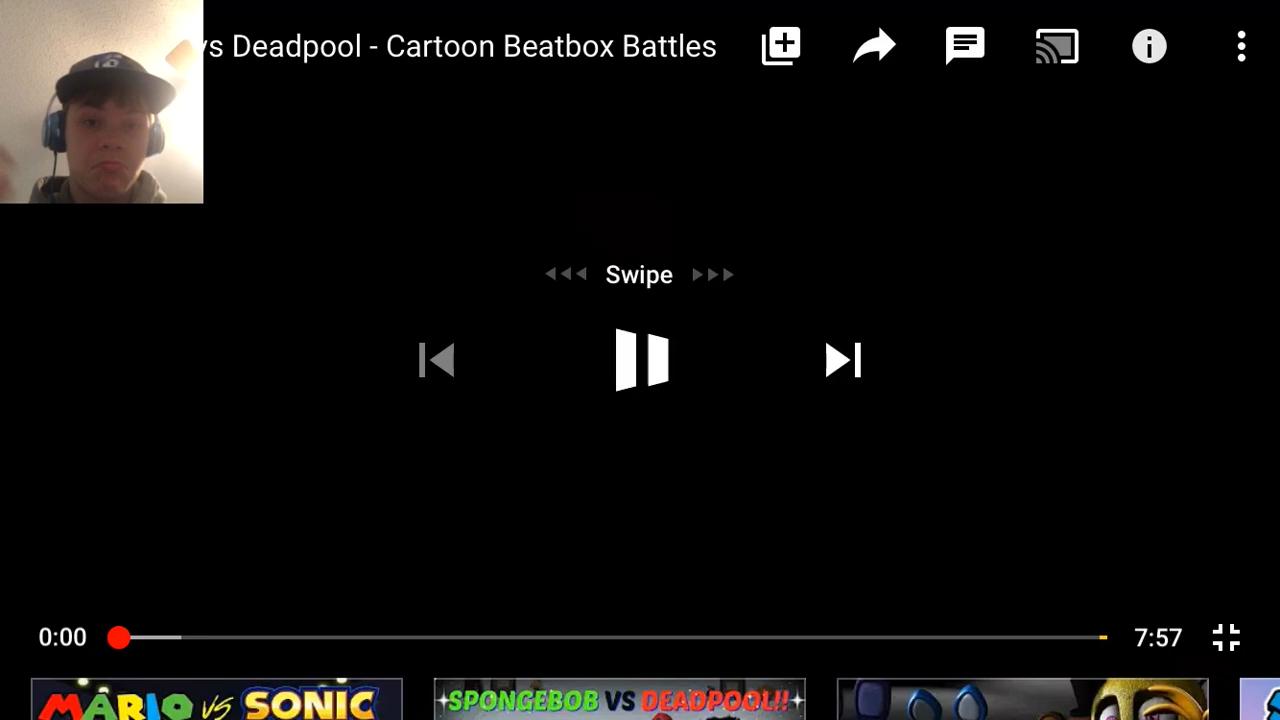 vs Deadpool - Cartoon Beatbox Battles
Swipe
0:00
7:57
MARIO vs SONIC
SPONGEBOB VS DEADPOOL!!